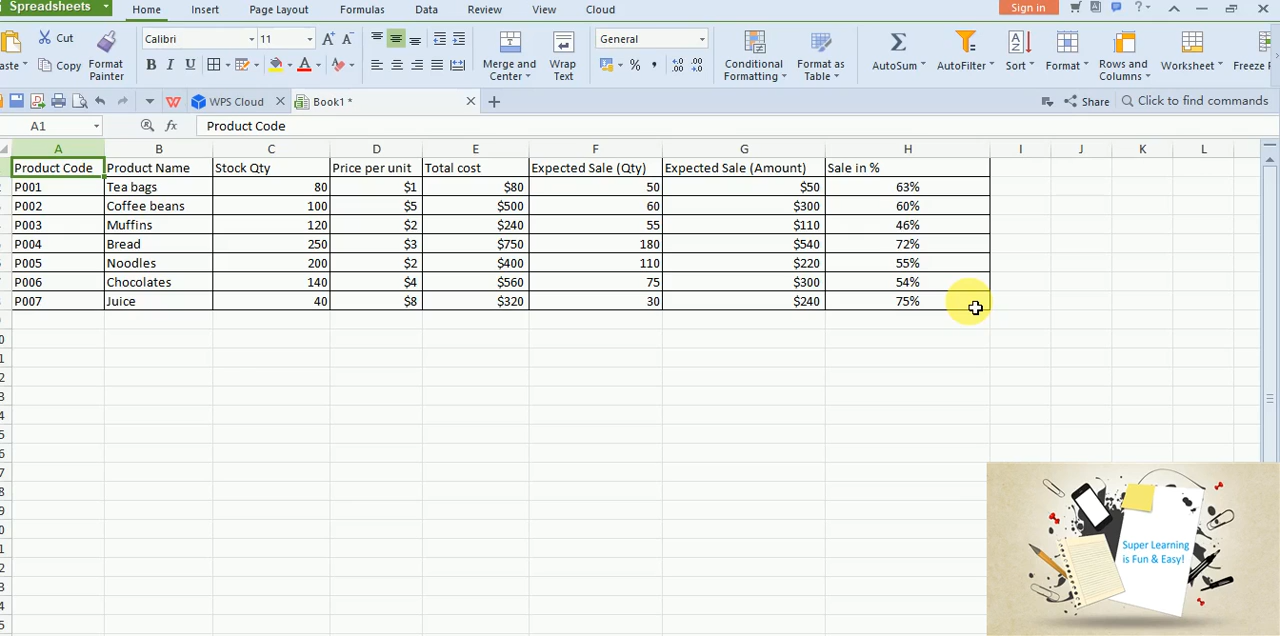 Spreadsheets Home Insert Page Layout Formulas Data Review View Cloud Sign in
Cut Calibri 11 General
Copy Format Painter Merge and Center Wrap Text Conditional Formatting Format as Table AutoSum AutoFilter Sort Format Rows and Columns Worksheet
WPS Cloud Book1 * Share Click to find commands
A1 fx Product Code
A B C D E F G H I J K L
Product Code Product Name Stock Qty Price per unit Total cost Expected Sale (Qty) Expected Sale (Amount) Sale in %
P001 Tea bags 80 $1 $80 50 $50 63%
P002 Coffee beans 100 $5 $500 60 $300 60%
P003 Muffins 120 $2 $240 55 $110 46%
P004 Bread 250 $3 $750 180 $540 72%
P005 Noodles 200 $2 $400 110 $220 55%
P006 Chocolates 140 $4 $560 75 $300 54%
P007 Juice 40 $8 $320 30 $240 75%
Super Learning
is Fun & Easy!